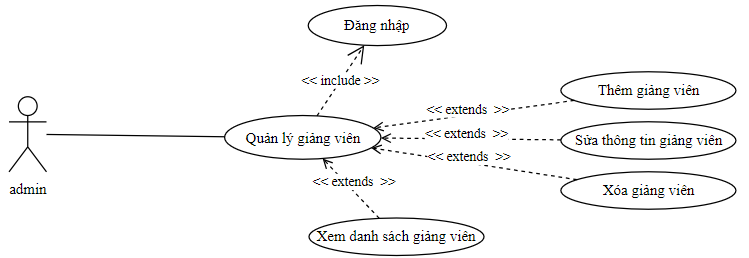 Đăng nhập
<< include >>
Thêm giảng viên
<< extends >>
Quản lý giảng viên
<< extends >>
Sửa thông tin giảng viên
<< extends >>
Xóa giảng viên
admin
<< extends >>
Xem danh sách giảng viên